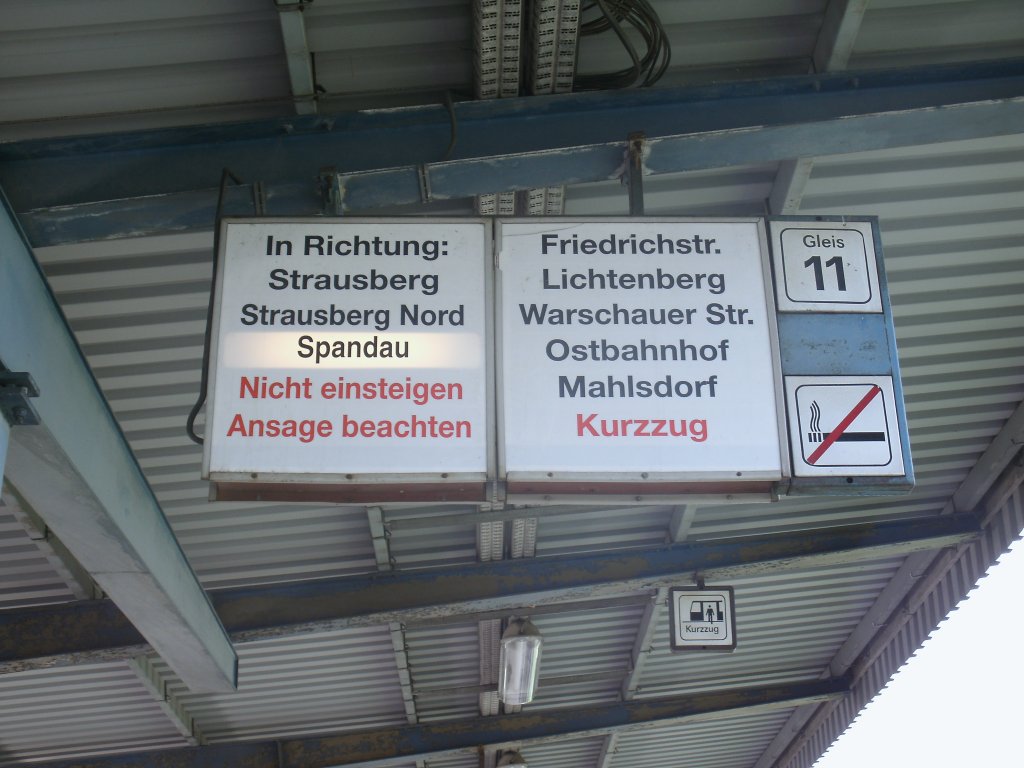 In Richtung:
Strausberg
Strausberg Nord
Spandau
Nicht einsteigen
Ansage beachten
Friedrichstr.
Lichtenberg
Warschauer Str.
Ostbahnhof
Mahlsdorf
Kurzzug
Gleis
11
Kurzzug